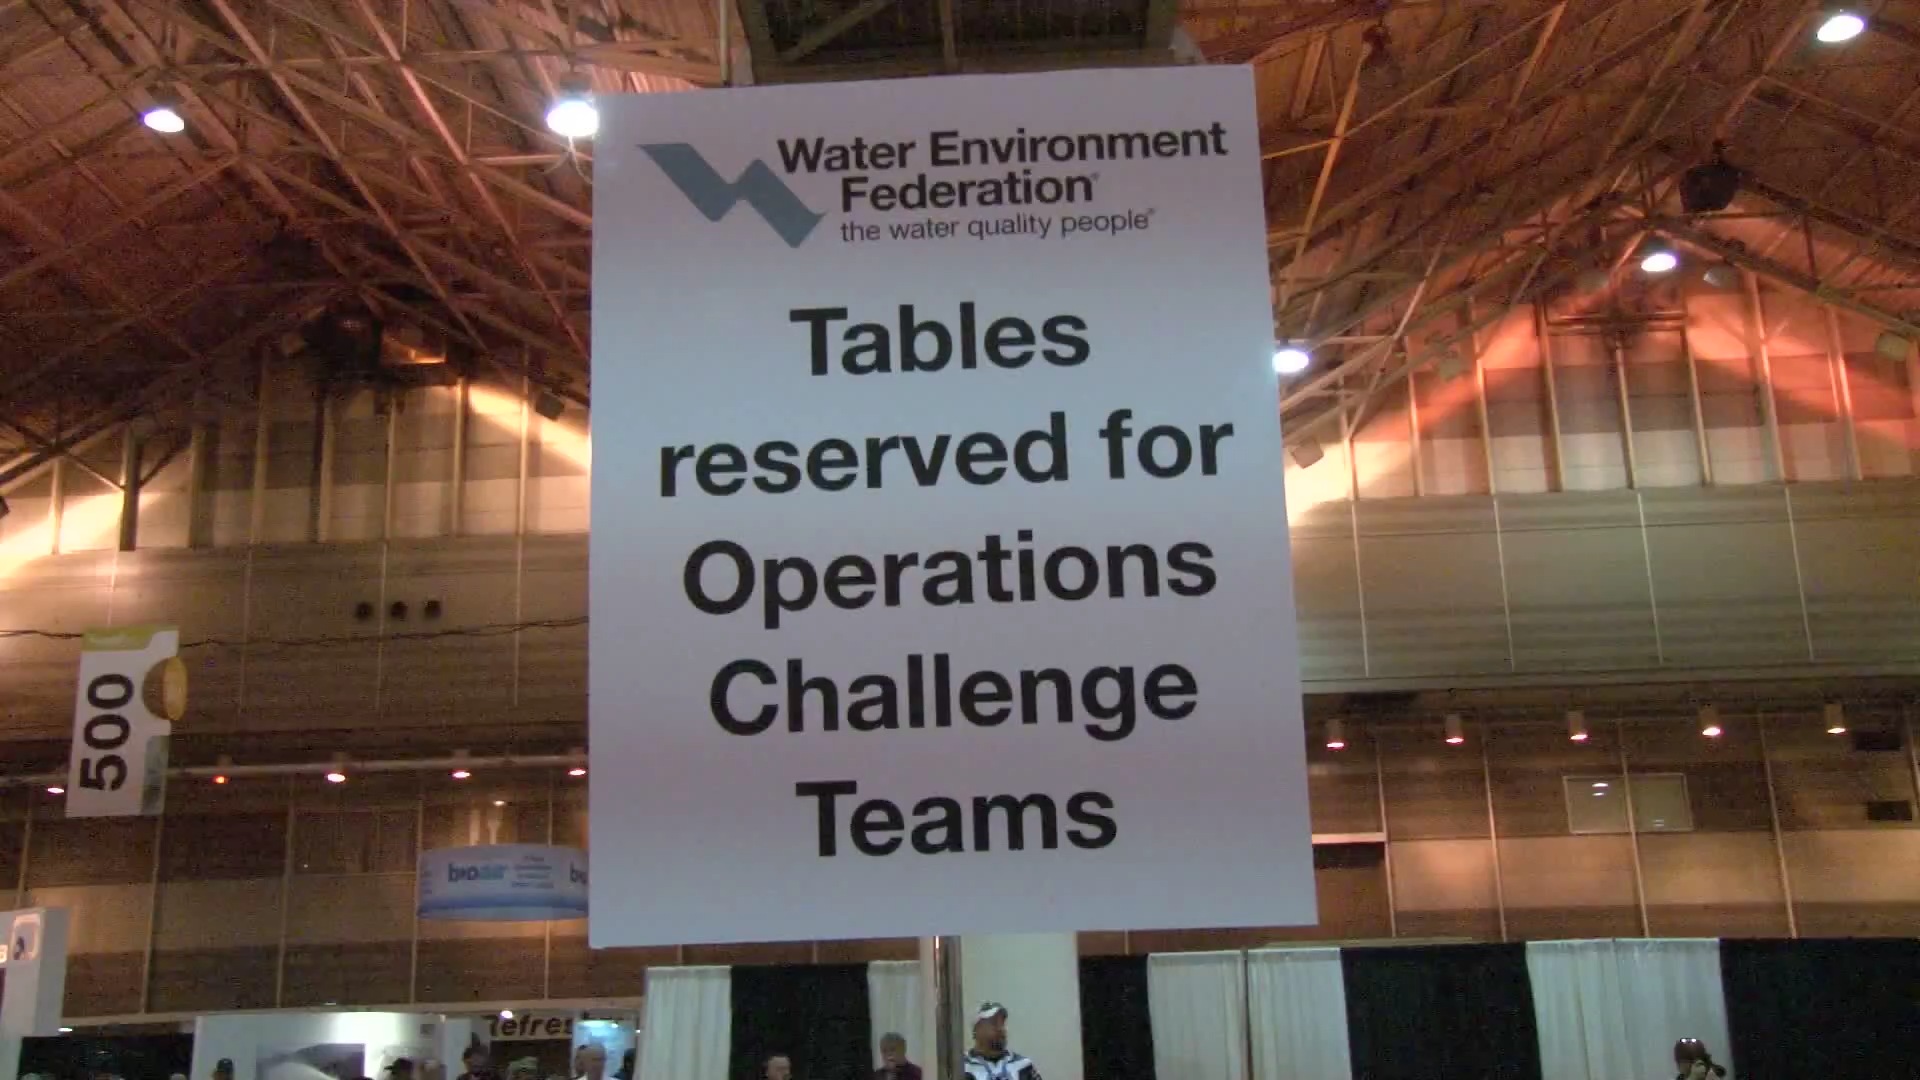 Water Environment
Federation®
the water quality people®
Tables
reserved for
Operations
Challenge
Teams
500
bioair